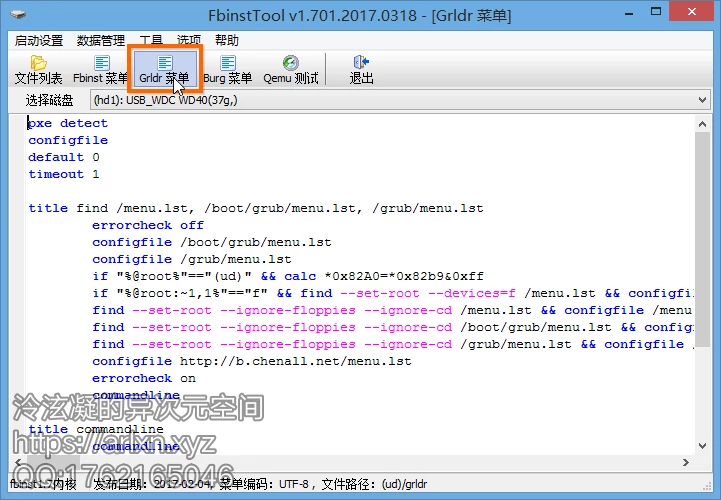 FbinstTool v1.701.2017.0318 - [Grldr 菜单]
启动设置 数据管理 工具 选项 帮助
文件列表 Fbinst 菜单 Grldr 菜单 Burg 菜单 Qemu 测试 退出
选择磁盘 (hd1): USB_WDC WD40(37g,)
pxe detect
configfile
default 0
timeout 1
title find /menu.lst, /boot/grub/menu.lst, /grub/menu.lst
errorcheck off
configfile /boot/grub/menu.lst
configfile /grub/menu.lst
if "%@root%"=="(ud)" && calc *0x82A0=*0x82b9&0xff
if "%@root:~1,1%"=="f" && find --set-root --devices=f /menu.lst && configfi
find --set-root --ignore-floppies --ignore-cd /menu.lst && configfile /menu
find --set-root --ignore-floppies --ignore-cd /boot/grub/menu.lst && config
find --set-root --ignore-floppies --ignore-cd /grub/menu.lst && configfile /
configfile http://b.chenall.net/menu.lst
errorcheck on
commandline
泠泫凝的异次元空间
title commandline
https://arlxn.xyz
commandline
QQ:1762165046
fbinst1.7内核 发布日期：2017-02-04，菜单编码：UTF-8 ，文件路径：(ud)/grldr